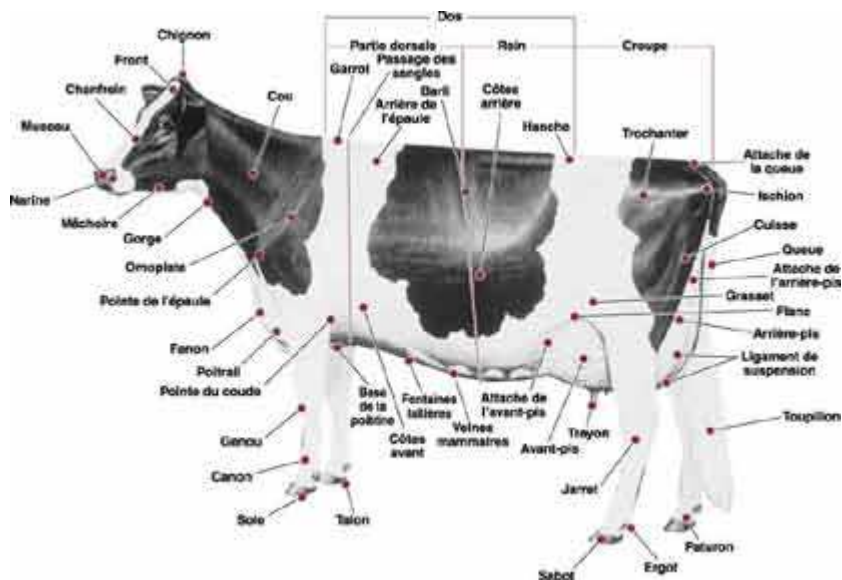 Dos
Chignon
Partie dorsale
Rein
Croupe
Front
Passage des
sangles
Garrot
Chanfrein
Cou
Arrière de
l'épaule
Baril
Côtes
arrière
Hanche
Trochanter
Museau
Attache de
la queue
Narine
Mâchoire
Ischion
Gorge
Cuisse
Omoplate
Queue
Pointe de l'épaule
Attache de
l'arrière-pis
Grasset
Flanc
Fanon
Arrière-pis
Poitrail
Ligament de
suspension
Pointe du coude
Base
de la
poitrine
Fontaines
laitières
Attache de
l'avant-pis
Veines
mammaires
Trayon
Toupillon
Genou
Côtes
avant
Avant-pis
Canon
Jarret
Sole
Talon
Sabot
Ergot
Paturon